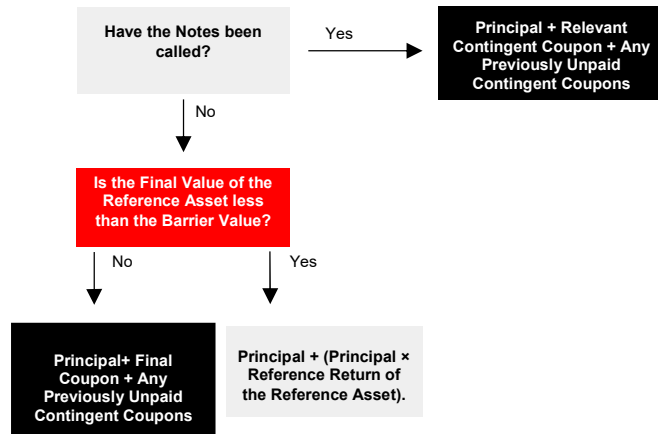 Have the Notes been
called?
Yes
Principal + Relevant
Contingent Coupon + Any
Previously Unpaid
Contingent Coupons
No
Is the Final Value of the
Reference Asset less
than the Barrier Value?
No
Yes
Principal+ Final
Coupon + Any
Previously Unpaid
Contingent Coupons
Principal + (Principal ×
Reference Return of
the Reference Asset).